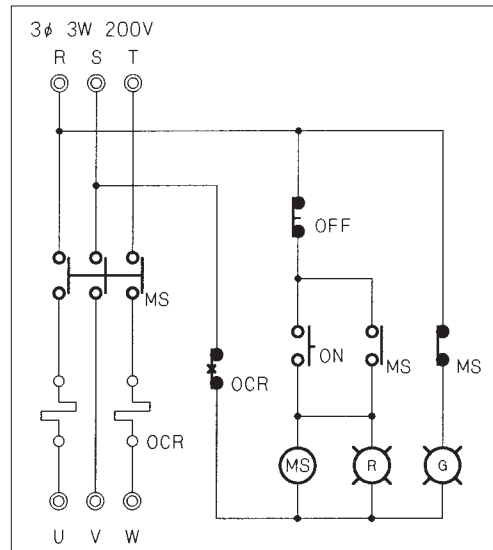 3φ 3W 200V
R S T
OFF
MS
ON
MS
MS
OCR
OCR
MS R G
U V W